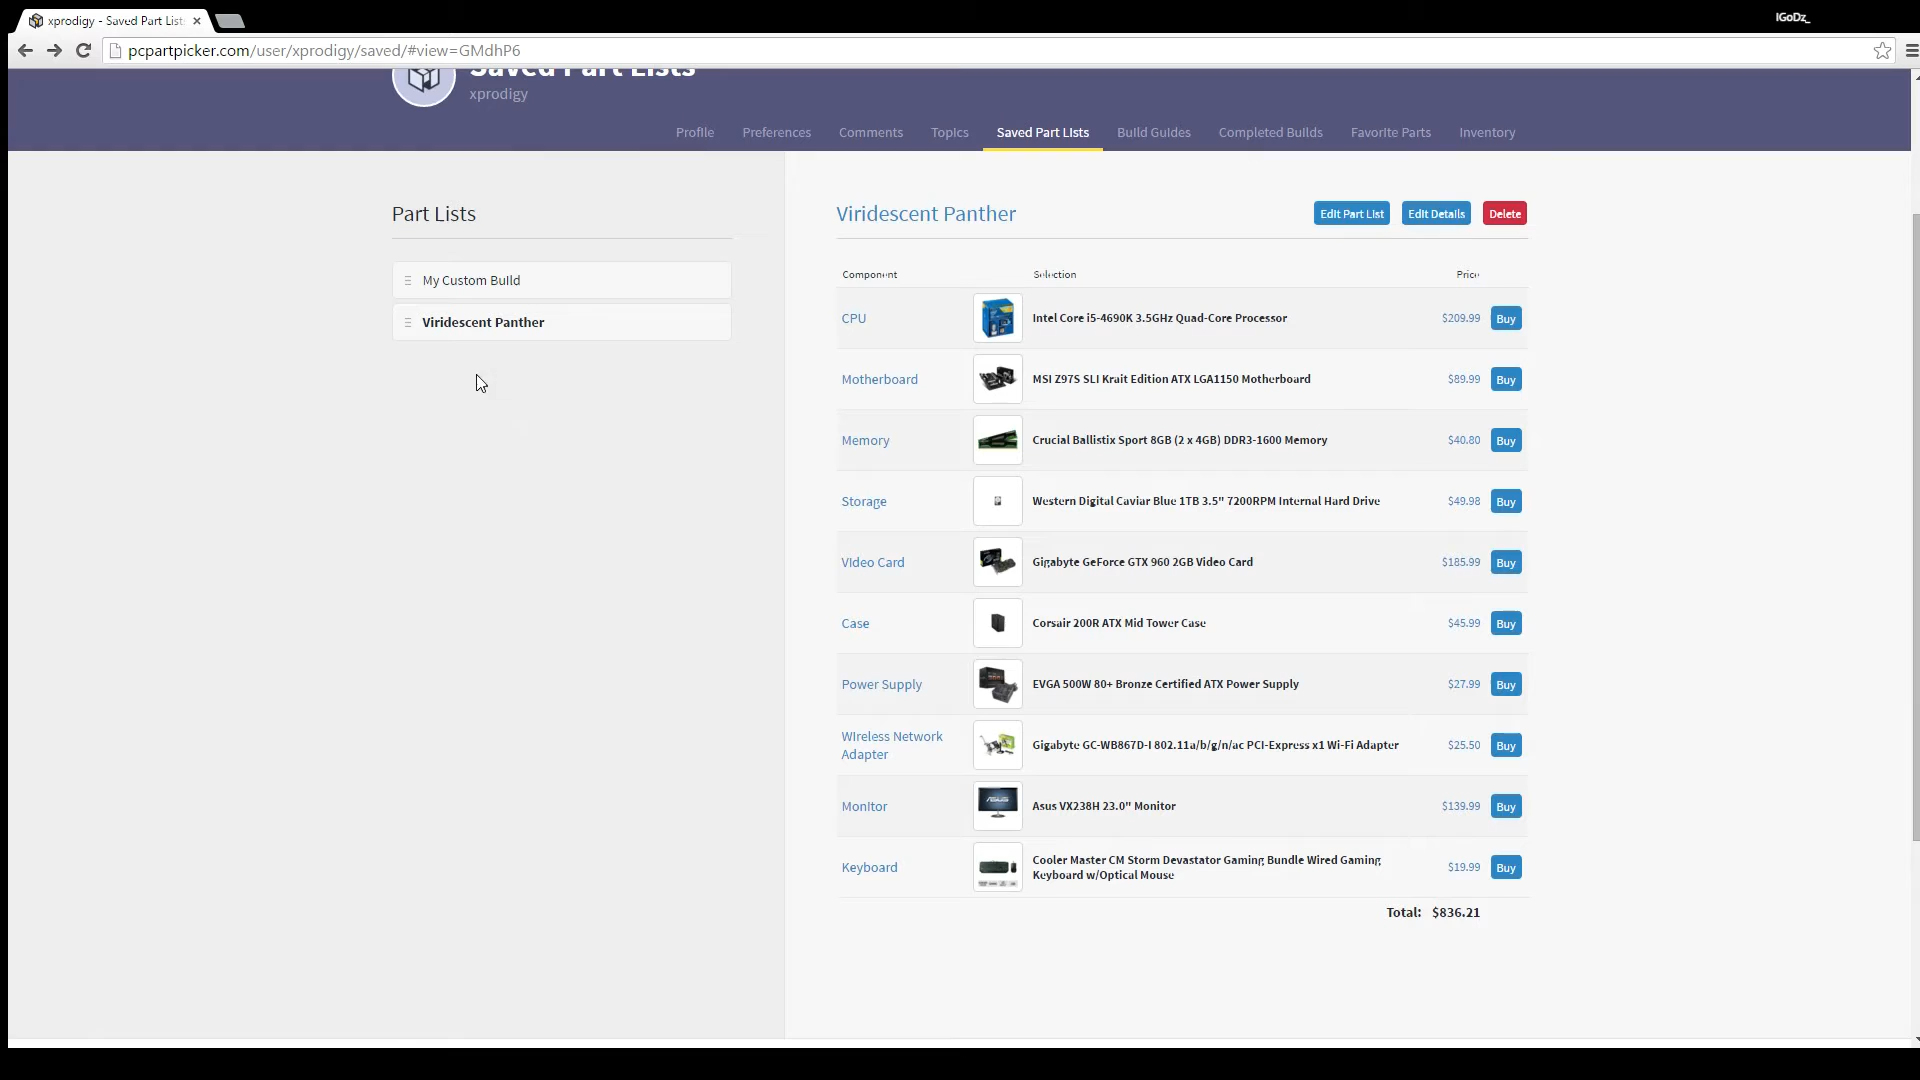 xprodigy - Saved Part List
IGoDz_
pcpartpicker.com/user/xprodigy/saved/#view=GMdhP6
Saved Part Lists
xprodigy
Profile Preferences Comments Topics Saved Part Lists Build Guides Completed Builds Favorite Parts Inventory
Part Lists
My Custom Build
Viridescent Panther
Viridescent Panther
Edit Part List Edit Details Delete
Component Selection Price
CPU Intel Core i5-4690K 3.5GHz Quad-Core Processor $209.99 Buy
Motherboard MSI Z97S SLI Krait Edition ATX LGA1150 Motherboard $89.99 Buy
Memory Crucial Ballistix Sport 8GB (2 x 4GB) DDR3-1600 Memory $40.80 Buy
Storage Western Digital Caviar Blue 1TB 3.5" 7200RPM Internal Hard Drive $49.98 Buy
Video Card Gigabyte GeForce GTX 960 2GB Video Card $185.99 Buy
Case Corsair 200R ATX Mid Tower Case $45.99 Buy
Power Supply EVGA 500W 80+ Bronze Certified ATX Power Supply $27.99 Buy
Wireless Network
Adapter
Gigabyte GC-WB867D-I 802.11a/b/g/n/ac PCI-Express x1 Wi-Fi Adapter $25.50 Buy
Monitor Asus VX238H 23.0" Monitor $139.99 Buy
Keyboard
Cooler Master CM Storm Devastator Gaming Bundle Wired Gaming
Keyboard w/Optical Mouse
$19.99 Buy
Total: $836.21